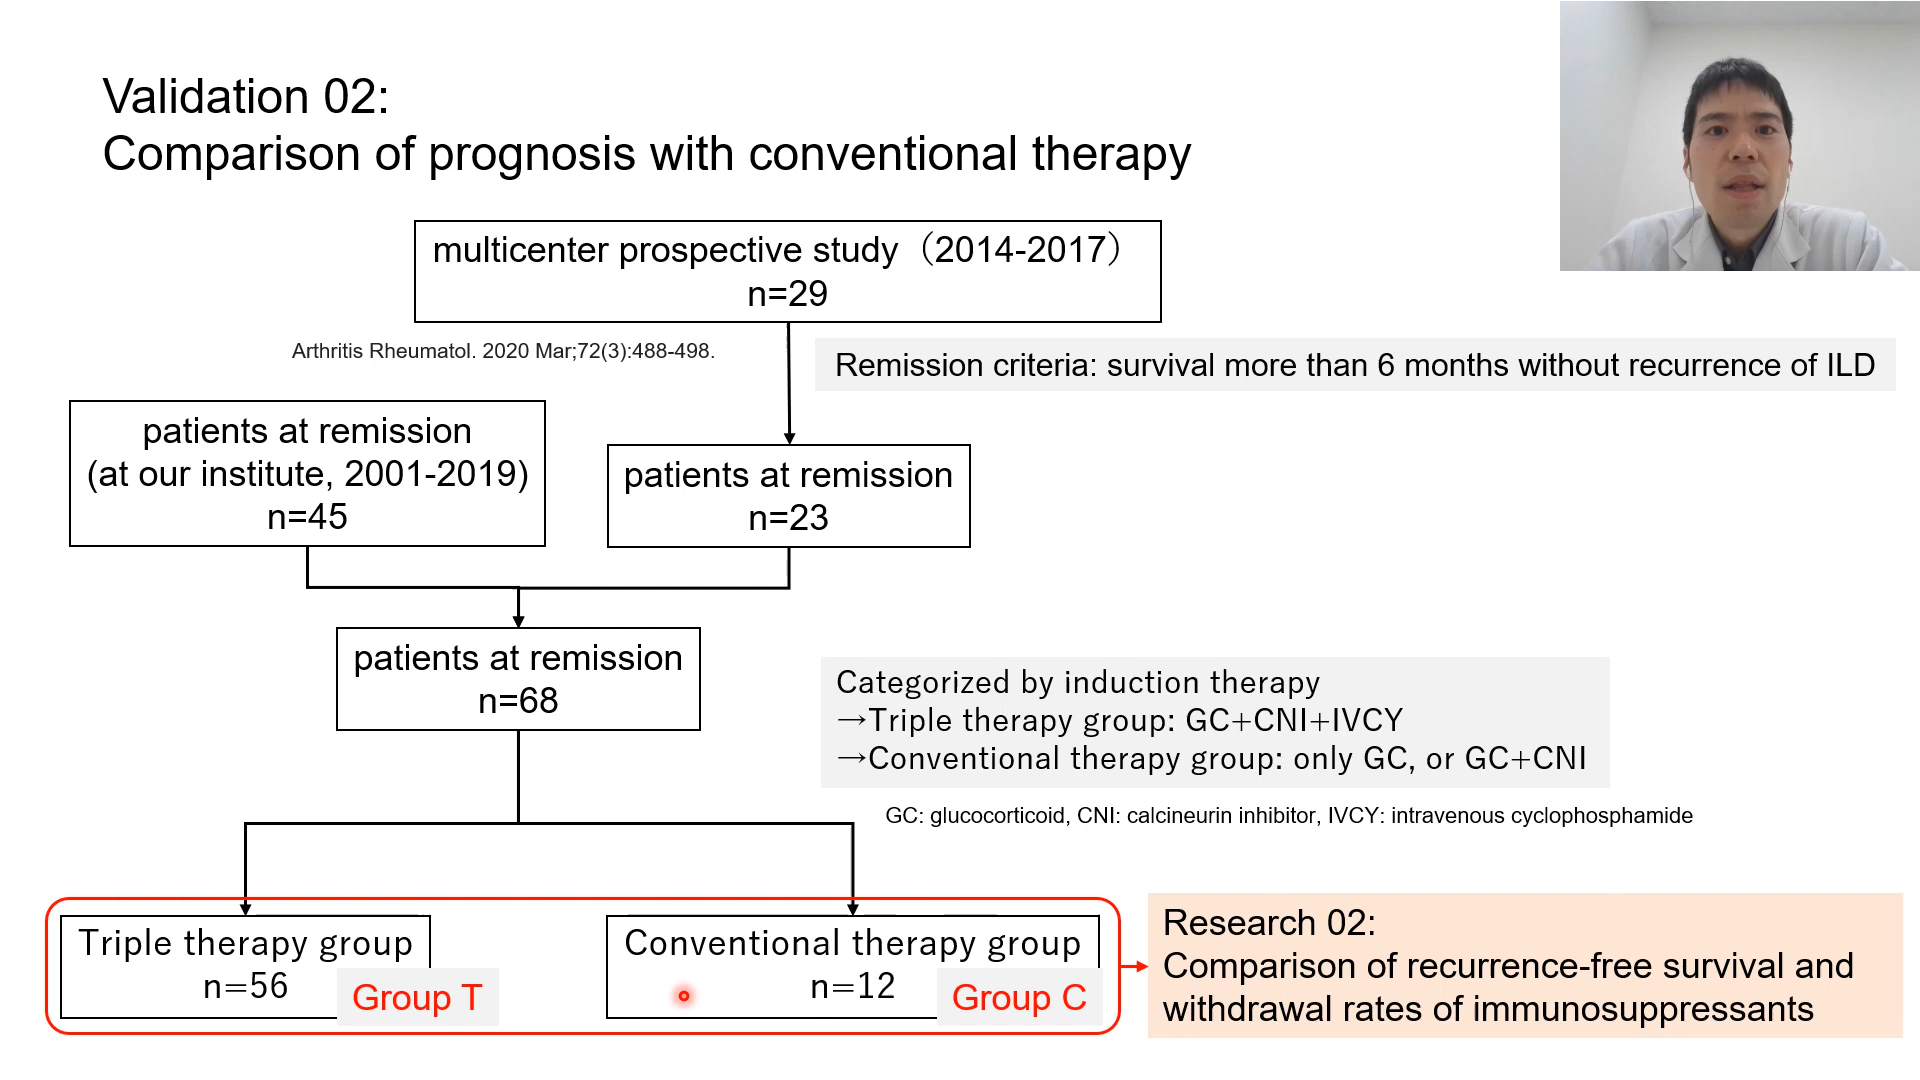 Validation 02:
Comparison of prognosis with conventional therapy
multicenter prospective study（2014-2017）
n=29
Arthritis Rheumatol. 2020 Mar;72(3):488-498.
Remission criteria: survival more than 6 months without recurrence of ILD
patients at remission
(at our institute, 2001-2019)
n=45
patients at remission
n=23
patients at remission
n=68
Categorized by induction therapy
→Triple therapy group: GC+CNI+IVCY
→Conventional therapy group: only GC, or GC+CNI
GC: glucocorticoid, CNI: calcineurin inhibitor, IVCY: intravenous cyclophosphamide
Triple therapy group
n=56
Group T
Conventional therapy group
n=12
Group C
Research 02:
Comparison of recurrence-free survival and
withdrawal rates of immunosuppressants